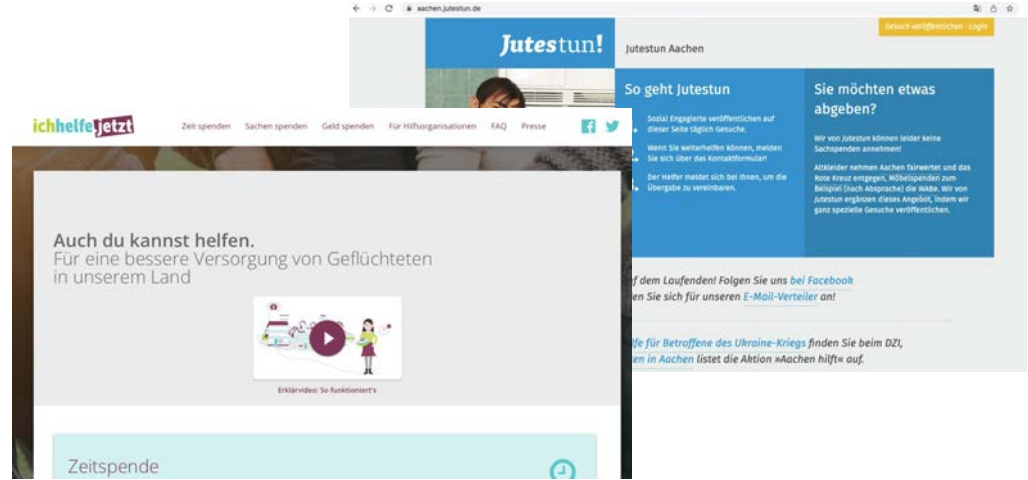 aachen.jutestun.de
Gesuch veröffentlichen · Login
Jutestun!
Jutestun Aachen
So geht Jutestun
Sozial Engagierte veröffentlichen auf
dieser Seite täglich Gesuche.
Wenn Sie weiterhelfen können, melden
Sie sich über das Kontaktformular!
Der Helfer meldet sich bei Ihnen, um die
Übergabe zu vereinbaren.
Sie möchten etwas
abgeben?
Wir von Jutestun können leider keine
Sachspenden annehmen!
Altkleider nehmen Aachen fairwertet und das
Rote Kreuz entgegen, Möbelspenden zum
Beispiel (nach Absprache) die WABe. Wir von
Jutestun ergänzen dieses Angebot, indem wir
ganz spezielle Gesuche veröffentlichen.
f dem Laufenden! Folgen Sie uns bei Facebook
en Sie sich für unseren E-Mail-Verteiler an!
lfe für Betroffene des Ukraine-Kriegs finden Sie beim DZI,
en in Aachen listet die Aktion »Aachen hilft« auf.
ichhelfe.jetzt
Zeit spenden Sachen spenden Geld spenden Für Hilfsorganisationen FAQ Presse
Auch du kannst helfen.
Für eine bessere Versorgung von Geflüchteten
in unserem Land
Erklärvideo: So funktioniert's
Zeitspende